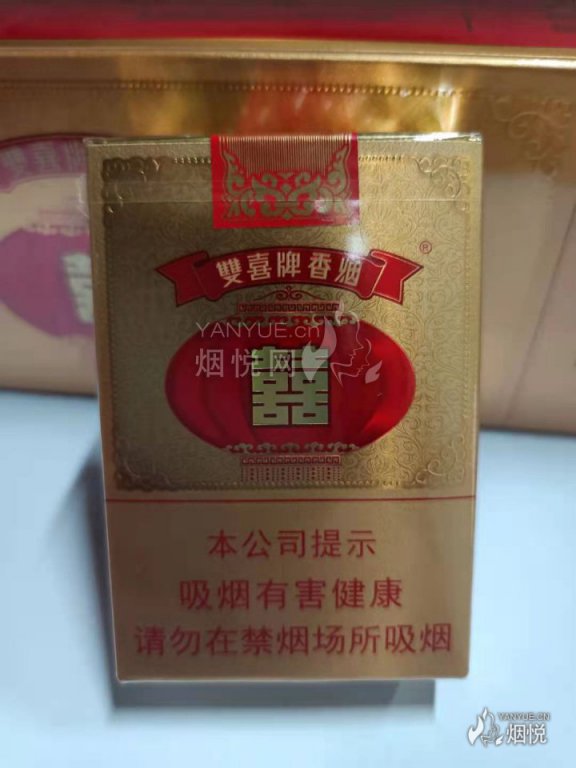 雙喜牌香烟
®
YANYUE.cn
烟悦网
囍
本公司提示
吸烟有害健康
请勿在禁烟场所吸烟
YANYUE.CN
烟悦